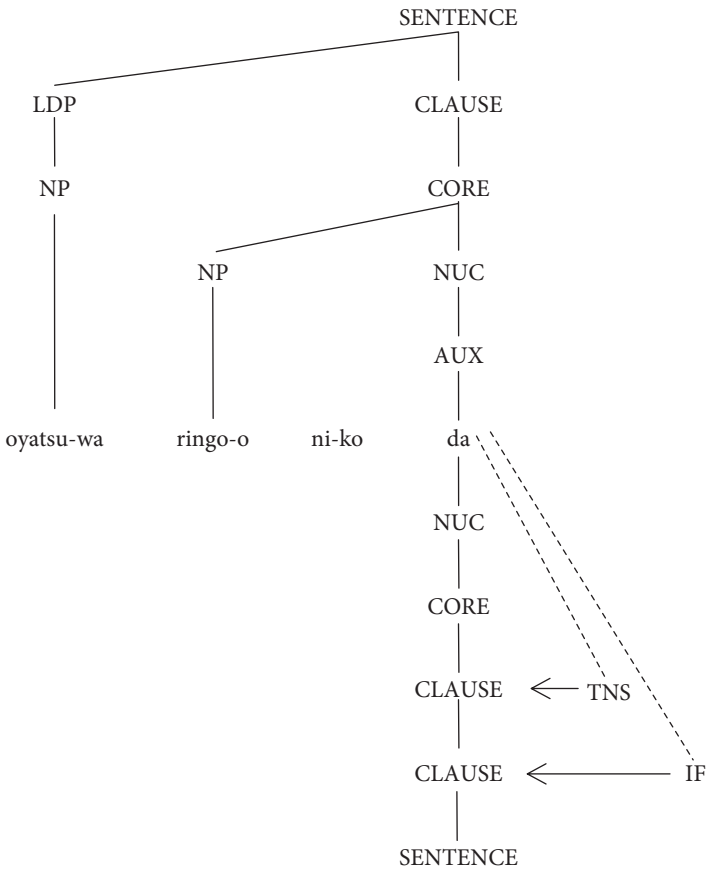 SENTENCE
LDP CLAUSE
NP CORE
NP NUC
AUX
oyatsu-wa ringo-o ni-ko da
NUC
CORE
CLAUSE TNS
CLAUSE IF
SENTENCE